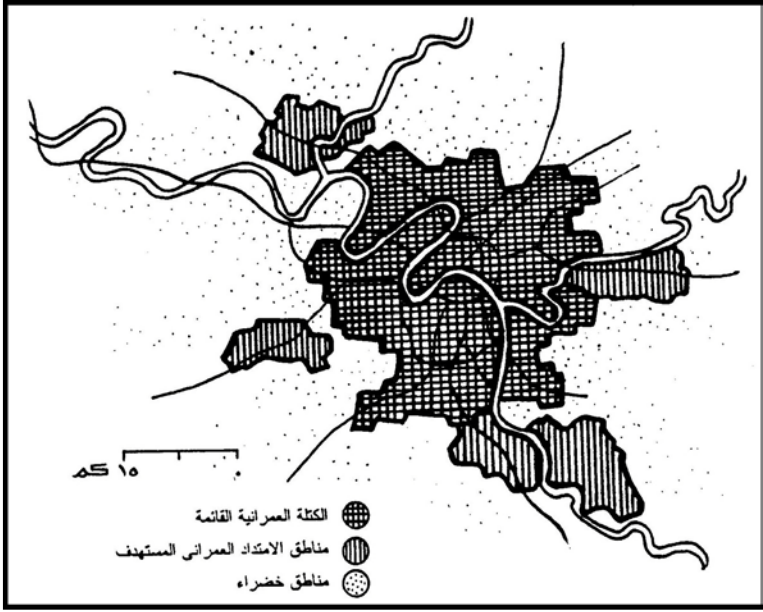 ١٥ كم ٠
الكتلة العمرانية القائمة
مناطق الامتداد العمرانى المستهدف
مناطق خضراء